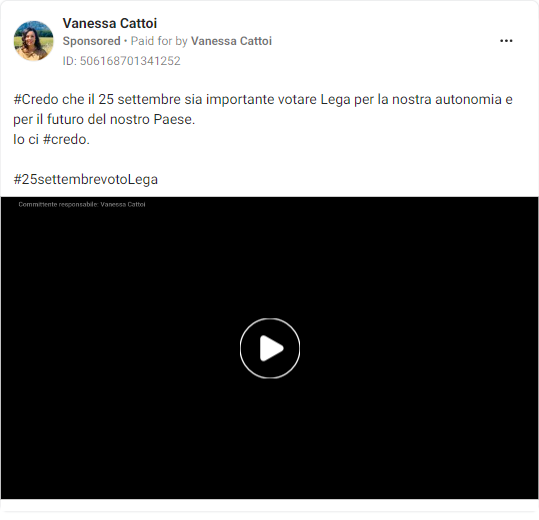 Vanessa Cattoi
Sponsored • Paid for by Vanessa Cattoi
ID: 506168701341252
#Credo che il 25 settembre sia importante votare Lega per la nostra autonomia e
per il futuro del nostro Paese.
Io ci #credo.
#25settembrevotoLega
Committente responsabile: Vanessa Cattoi